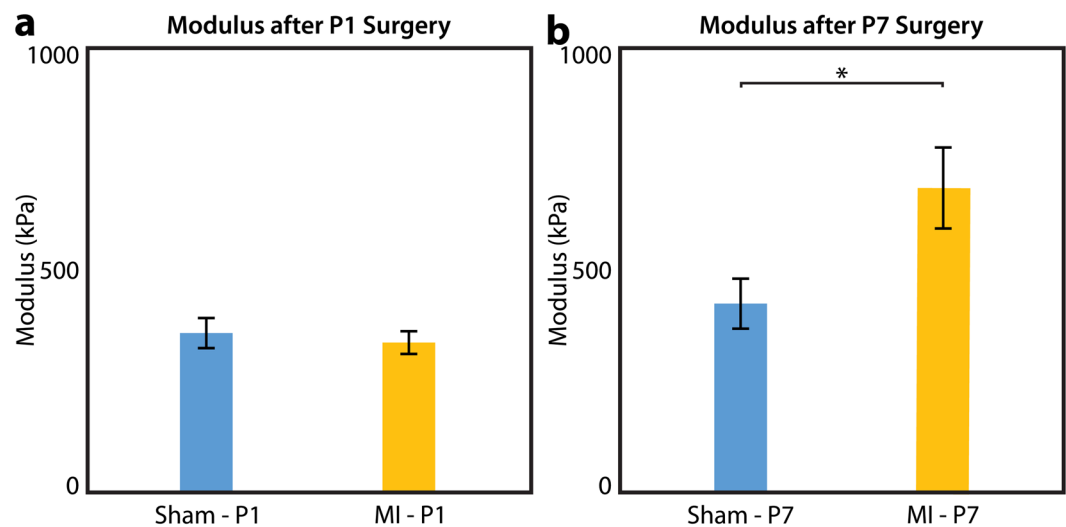 a
Modulus after P1 Surgery
1000
500
0
Modulus (kPa)
Sham - P1
MI - P1
b
Modulus after P7 Surgery
1000
500
0
Modulus (kPa)
*
Sham - P7
MI - P7